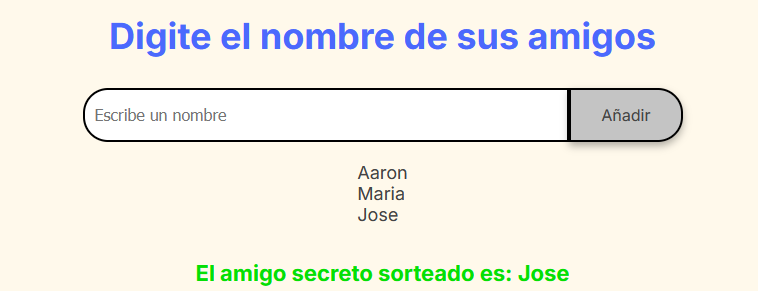 Digite el nombre de sus amigos
Escribe un nombre
Añadir
Aaron
Maria
Jose
El amigo secreto sorteado es: Jose